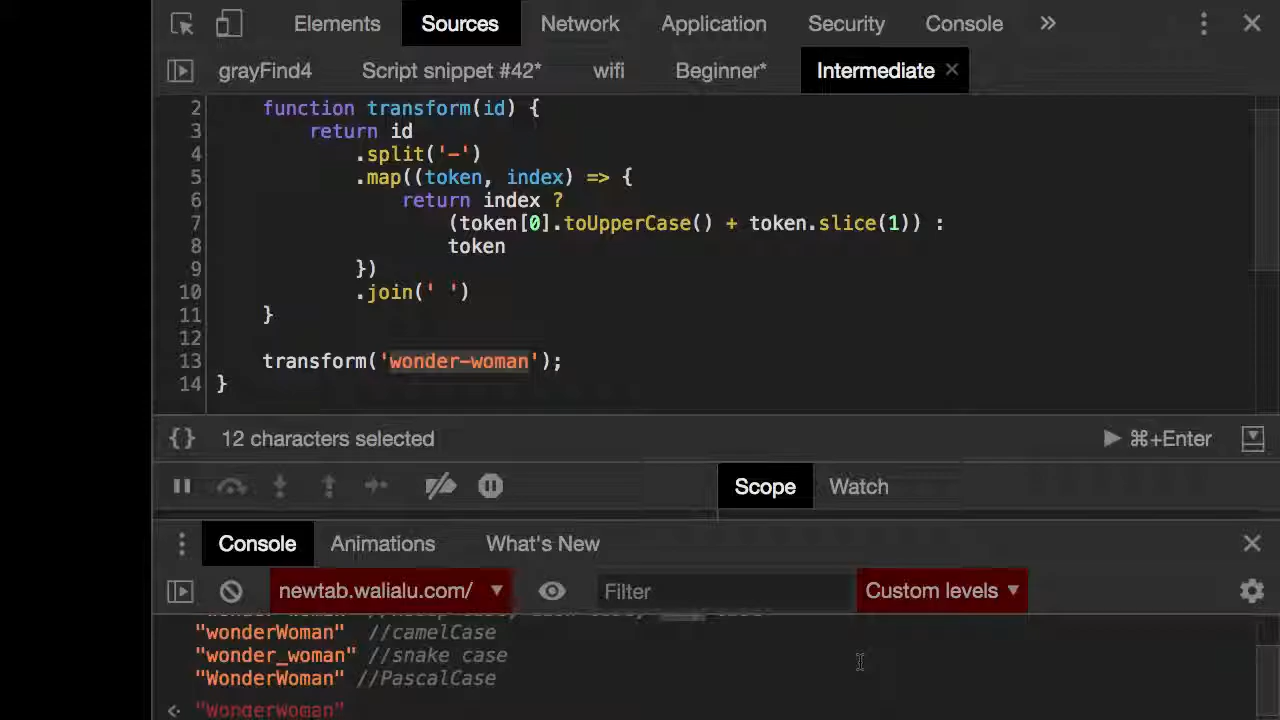 Elements Sources Network Application Security Console »
grayFind4 Script snippet #42* wifi Beginner* Intermediate ×
2 function transform(id) {
3 return id
4 .split('-')
5 .map((token, index) => {
6 return index ?
7 (token[0].toUpperCase() + token.slice(1)) :
8 token
9 })
10 .join(' ')
11 }
12
13 transform('wonder-woman');
14 }
{} 12 characters selected ⌘+Enter
Scope Watch
Console Animations What's New
newtab.walialu.com/ Filter Custom levels
"wonderWoman" //camelCase
"wonder_woman" //snake case
"WonderWoman" //PascalCase
"WonderWoman"